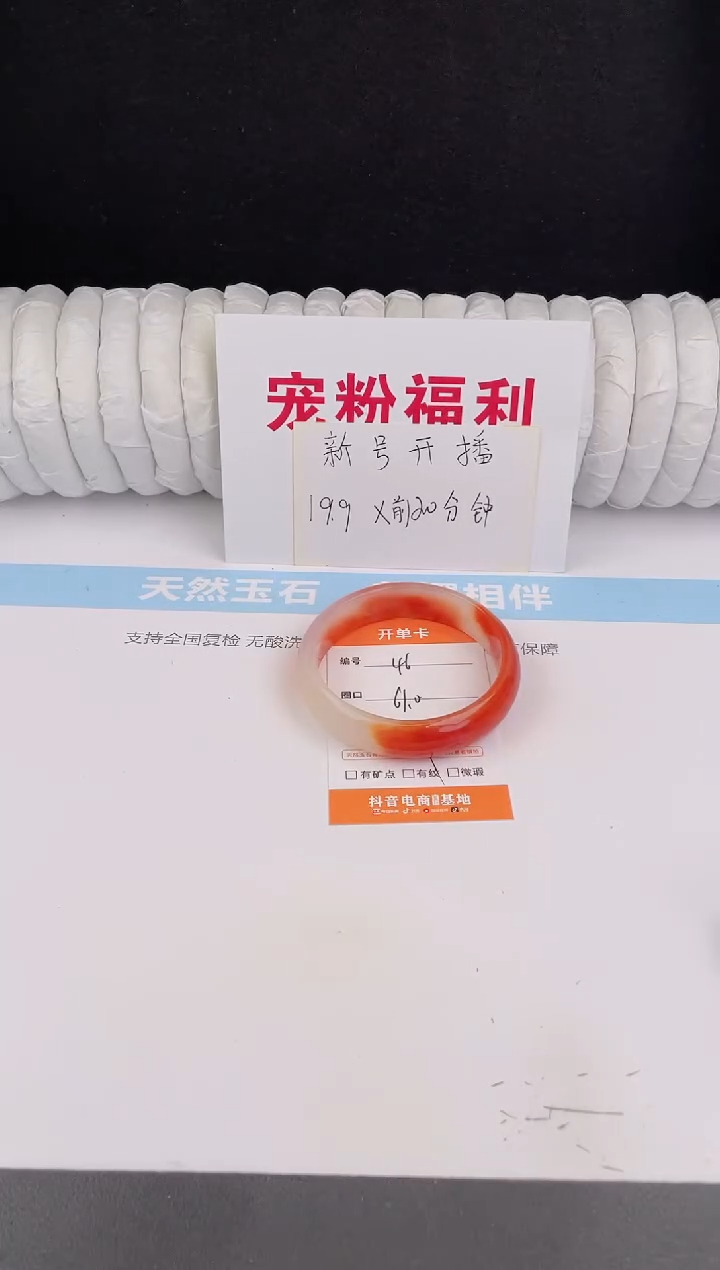 宠粉福利
新号开播
19.9 X前20分钟
天然玉石 相伴
支持全国复检 无酸洗 保障
开单卡
编号 46
圈口 61.0
有矿点 有纹 微瑕
抖音电商 基地